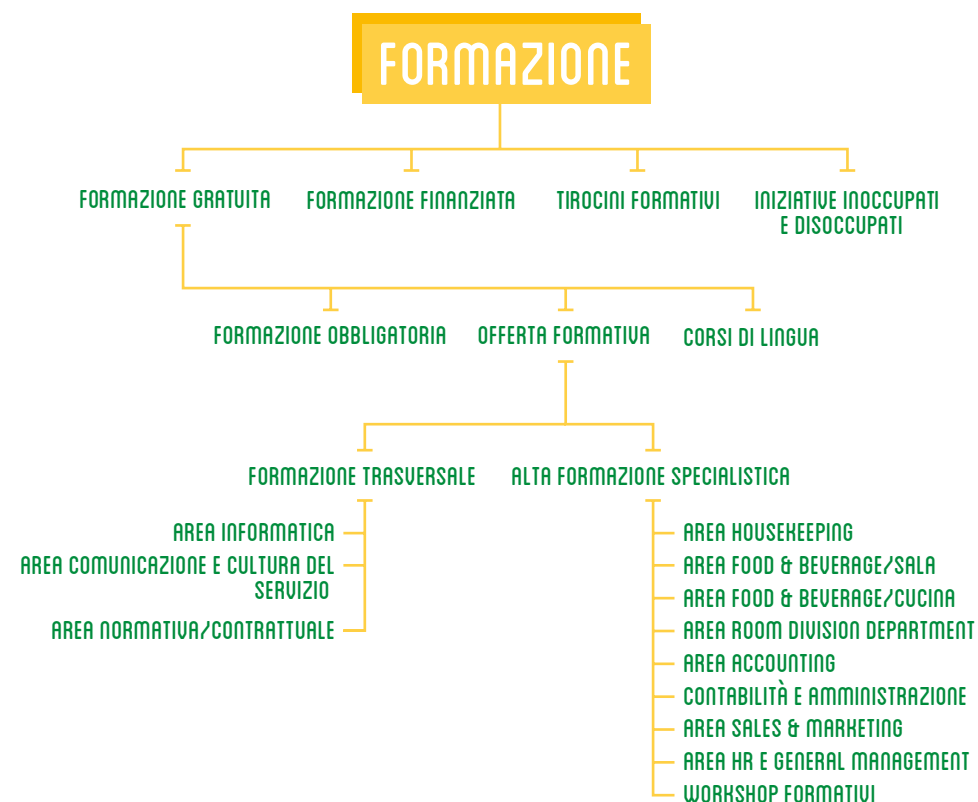 FORMAZIONE
FORMAZIONE GRATUITA
FORMAZIONE FINANZIATA
TIROCINI FORMATIVI
INIZIATIVE INOCCUPATI
E DISOCCUPATI
FORMAZIONE OBBLIGATORIA
OFFERTA FORMATIVA
CORSI DI LINGUA
FORMAZIONE TRASVERSALE
AREA INFORMATICA
AREA COMUNICAZIONE E CULTURA DEL
SERVIZIO
AREA NORMATIVA/CONTRATTUALE
ALTA FORMAZIONE SPECIALISTICA
AREA HOUSEKEEPING
AREA FOOD & BEVERAGE/SALA
AREA FOOD & BEVERAGE/CUCINA
AREA ROOM DIVISION DEPARTMENT
AREA ACCOUNTING
CONTABILITÀ E AMMINISTRAZIONE
AREA SALES & MARKETING
AREA HR E GENERAL MANAGEMENT
WORKSHOP FORMATIVI